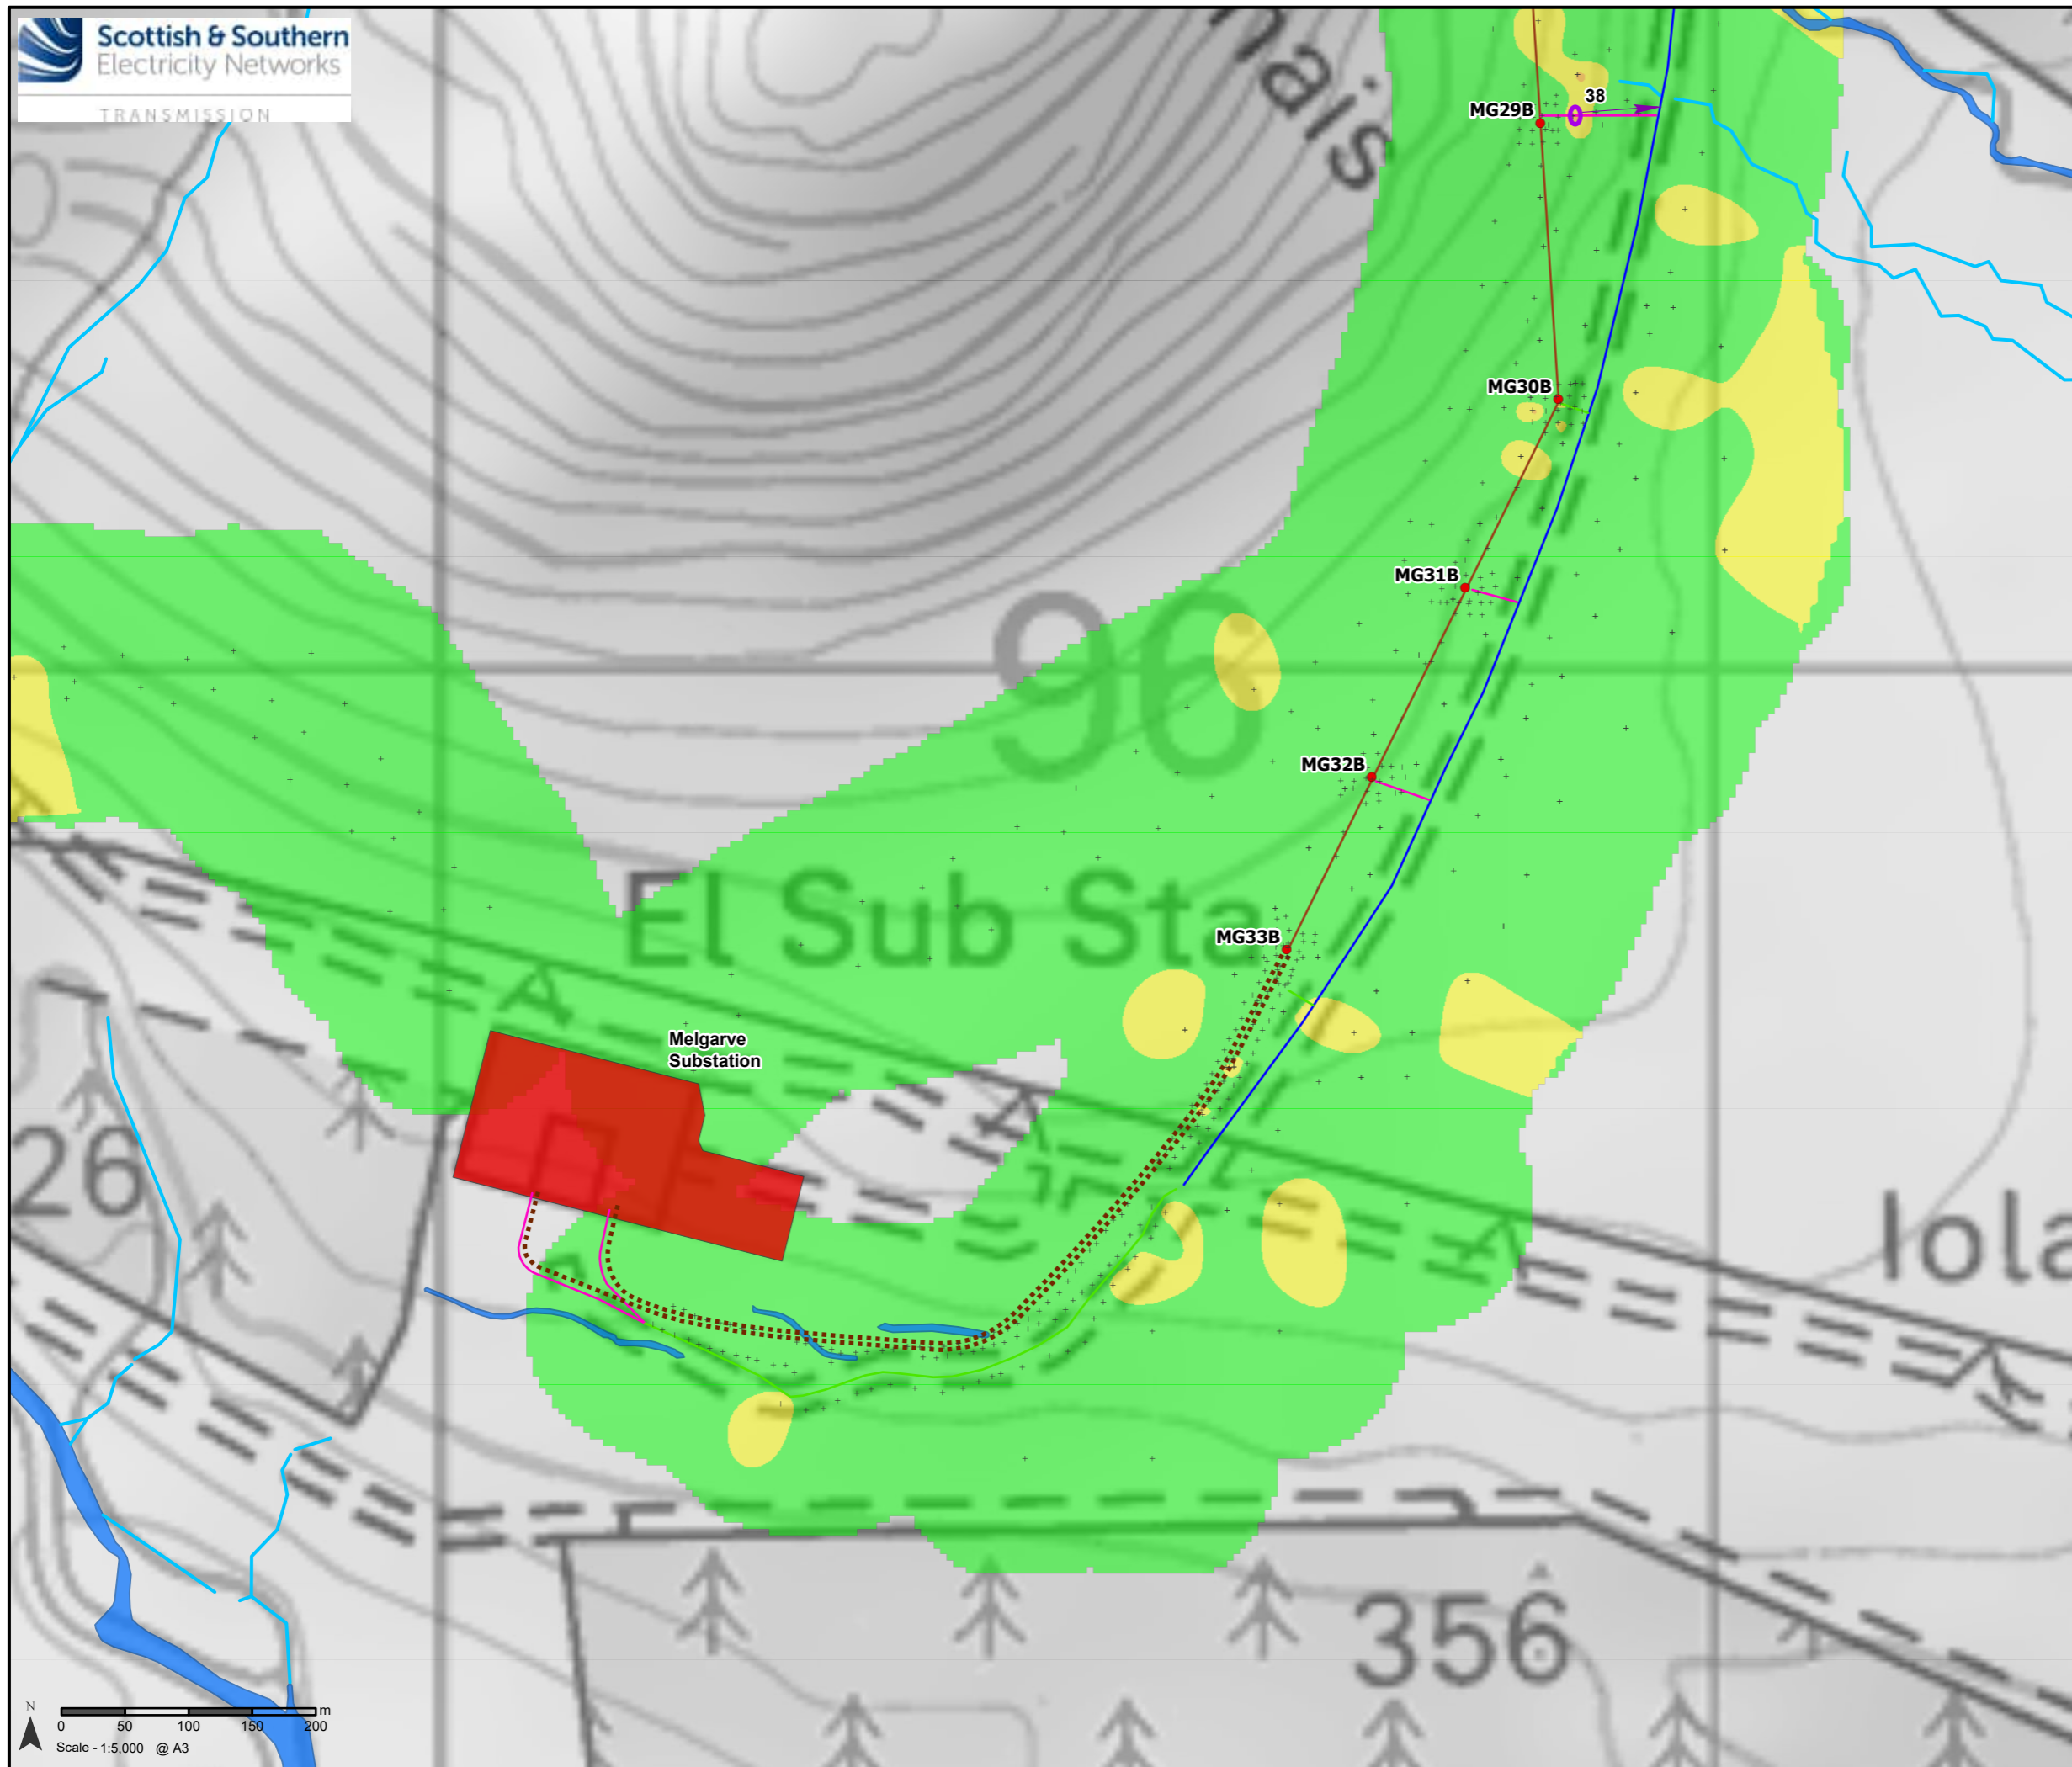 Scottish & Southern
Electricity Networks
TRANSMISSION
nais
38
MG29B
MG30B
MG31B
96
MG32B
El Sub Sta
MG33B
Melgarve
Substation
26
Iola
356
N
0 50 100 150 200 m
Scale - 1:5,000 @ A3